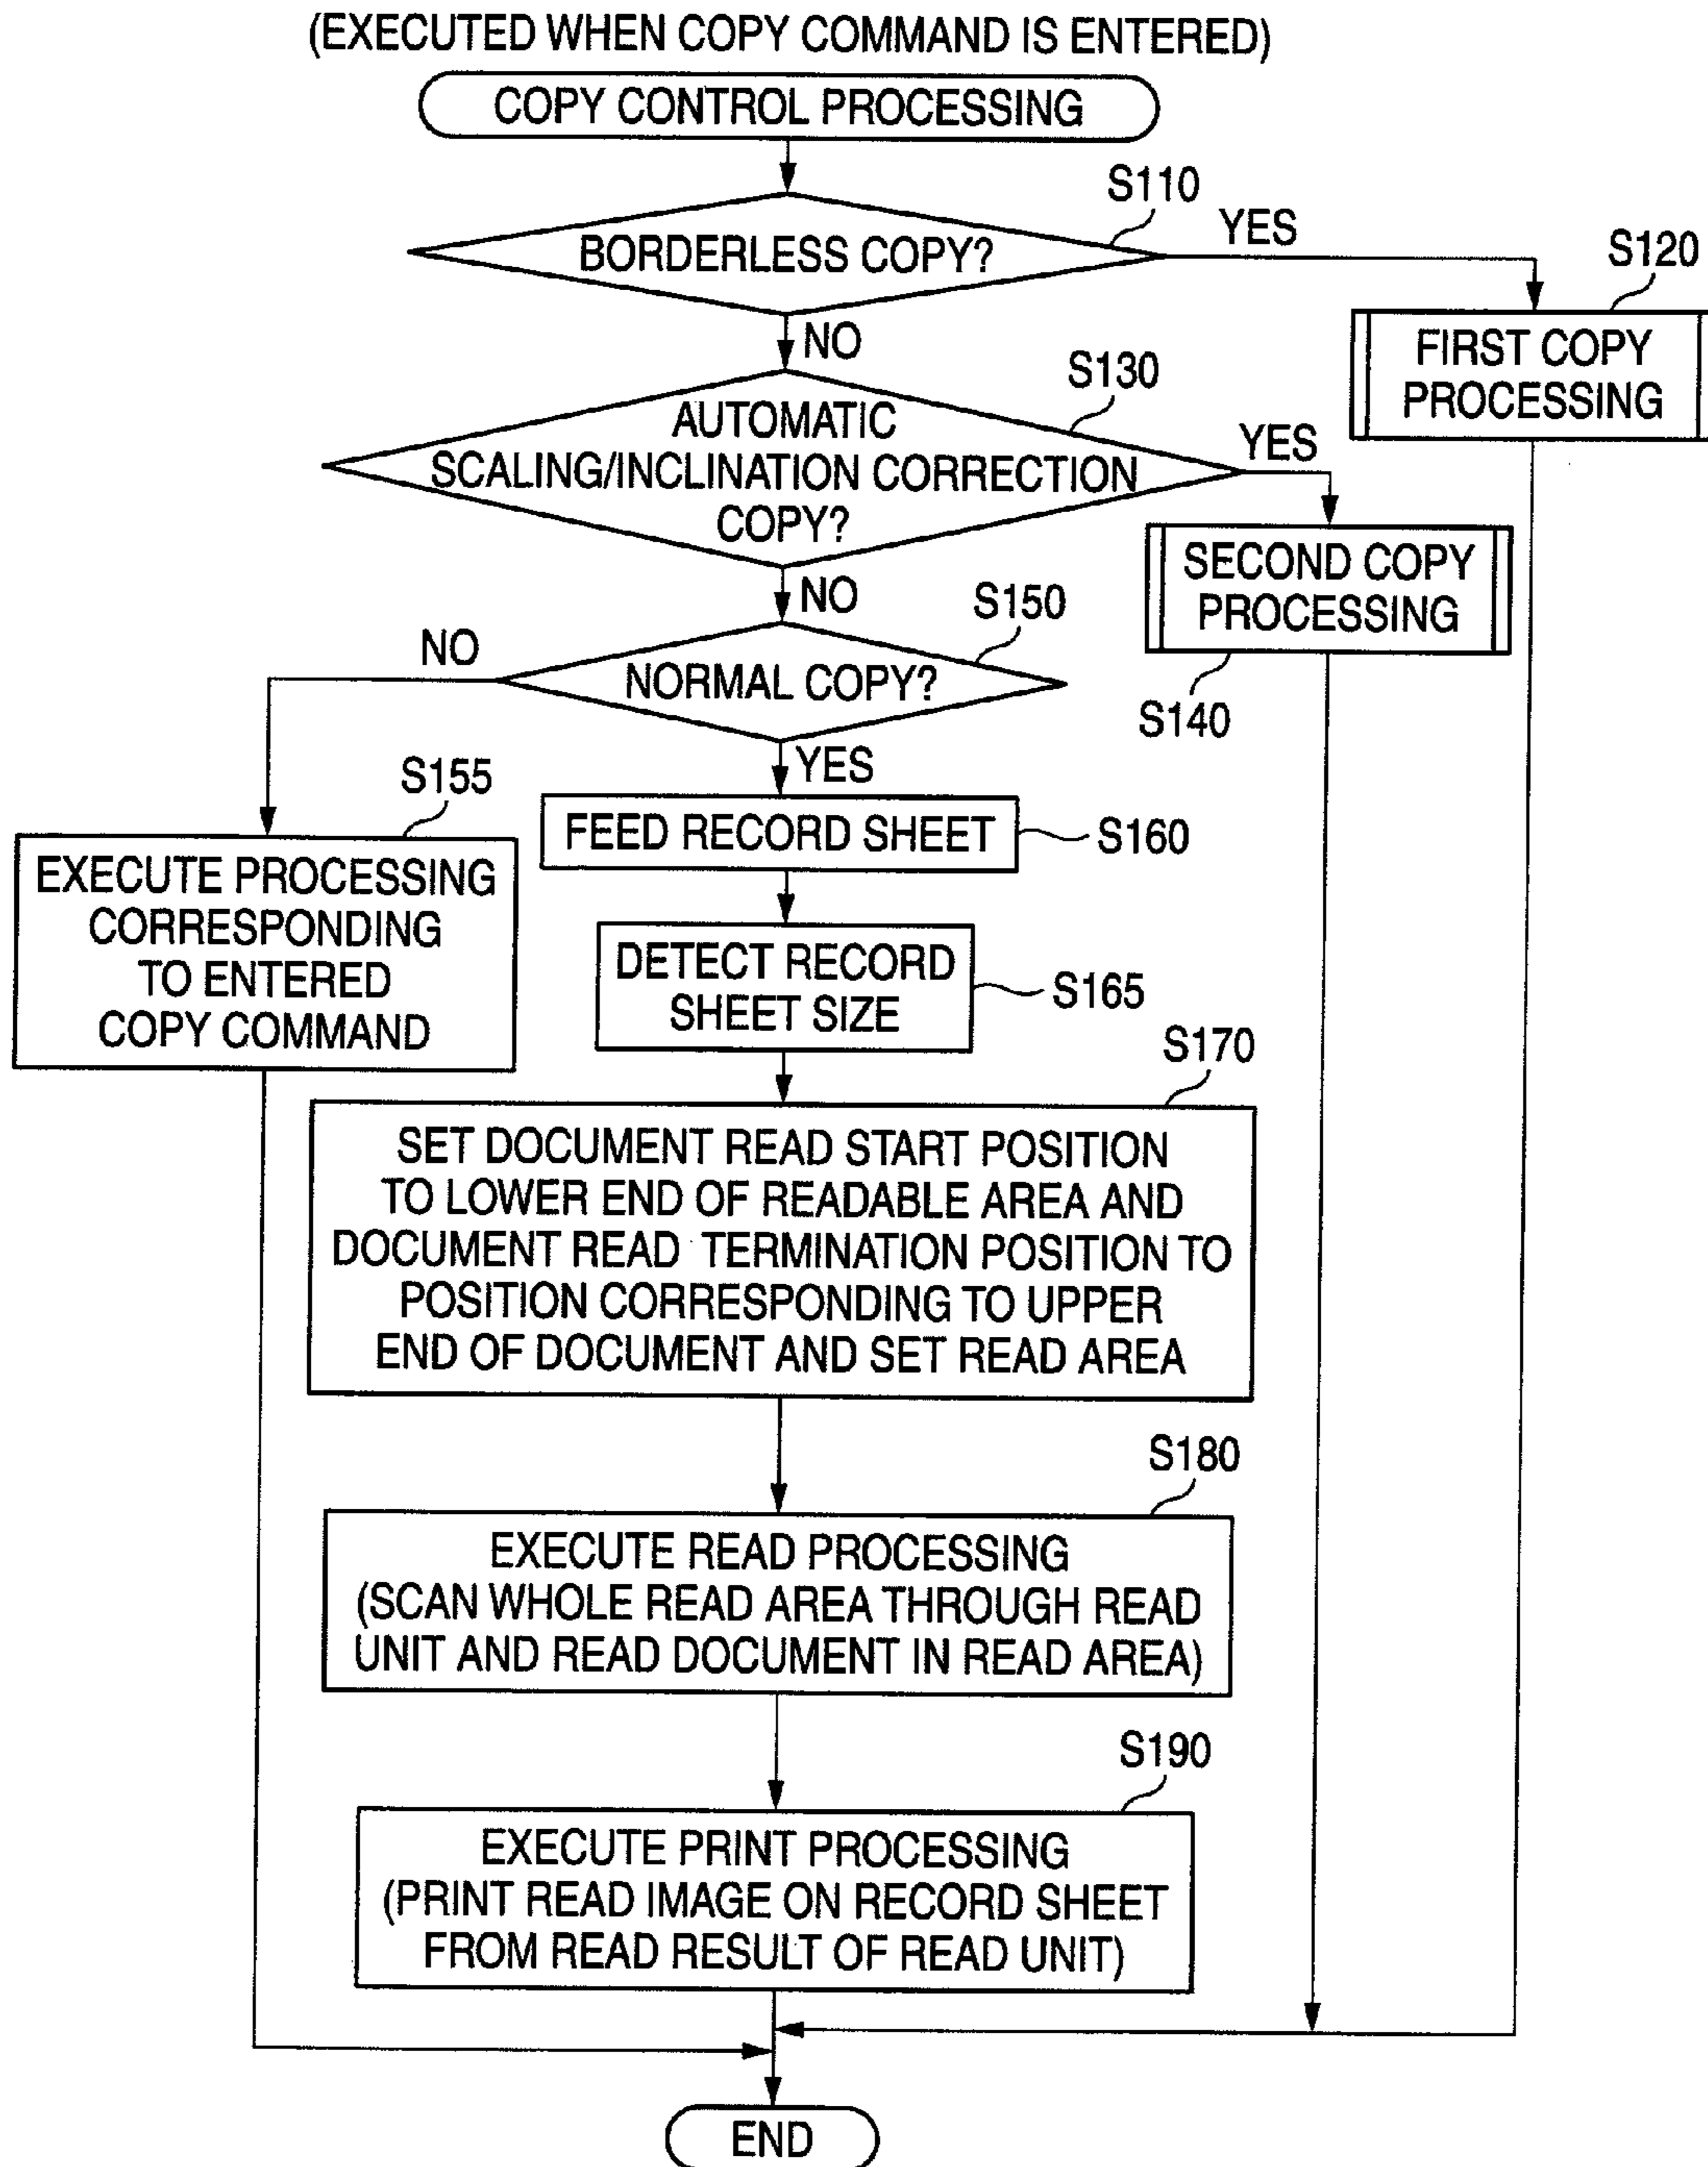 (EXECUTED WHEN COPY COMMAND IS ENTERED)
COPY CONTROL PROCESSING
S110
BORDERLESS COPY?
YES
S120
FIRST COPY
PROCESSING
NO
S130
AUTOMATIC
SCALING/INCLINATION CORRECTION
COPY?
YES
SECOND COPY
PROCESSING
S140
NO
S150
NORMAL COPY?
NO
YES
S155
EXECUTE PROCESSING
CORRESPONDING
TO ENTERED
COPY COMMAND
FEED RECORD SHEET
S160
DETECT RECORD
SHEET SIZE
S165
S170
SET DOCUMENT READ START POSITION
TO LOWER END OF READABLE AREA AND
DOCUMENT READ TERMINATION POSITION TO
POSITION CORRESPONDING TO UPPER
END OF DOCUMENT AND SET READ AREA
S180
EXECUTE READ PROCESSING
(SCAN WHOLE READ AREA THROUGH READ
UNIT AND READ DOCUMENT IN READ AREA)
S190
EXECUTE PRINT PROCESSING
(PRINT READ IMAGE ON RECORD SHEET
FROM READ RESULT OF READ UNIT)
END